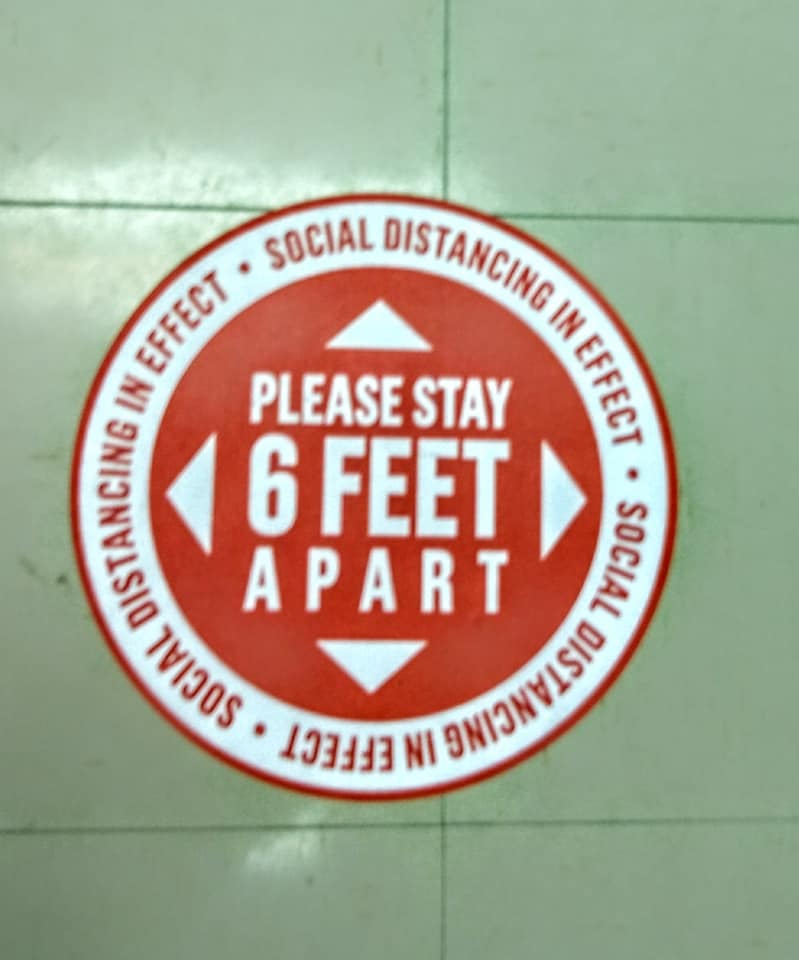 SOCIAL DISTANCING IN EFFECT • SOCIAL DISTANCING IN EFFECT • SOCIAL DISTANCING IN EFFECT •
PLEASE STAY
6 FEET
APART